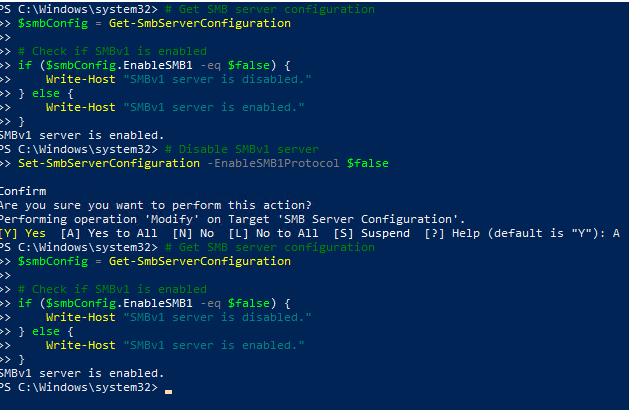 PS C:\Windows\system32> # Get SMB server configuration
>> $smbConfig = Get-SmbServerConfiguration
>>
>> # Check if SMBv1 is enabled
>> if ($smbConfig.EnableSMB1 -eq $false) {
>>     Write-Host "SMBv1 server is disabled."
>> } else {
>>     Write-Host "SMBv1 server is enabled."
>> }
SMBv1 server is enabled.
PS C:\Windows\system32> # Disable SMBv1 server
>> Set-SmbServerConfiguration -EnableSMB1Protocol $false
Confirm
Are you sure you want to perform this action?
Performing operation 'Modify' on Target 'SMB Server Configuration'.
[Y] Yes  [A] Yes to All  [N] No  [L] No to All  [S] Suspend  [?] Help (default is "Y"): A
PS C:\Windows\system32> # Get SMB server configuration
>> $smbConfig = Get-SmbServerConfiguration
>>
>> # Check if SMBv1 is enabled
>> if ($smbConfig.EnableSMB1 -eq $false) {
>>     Write-Host "SMBv1 server is disabled."
>> } else {
>>     Write-Host "SMBv1 server is enabled."
>> }
SMBv1 server is enabled.
PS C:\Windows\system32>